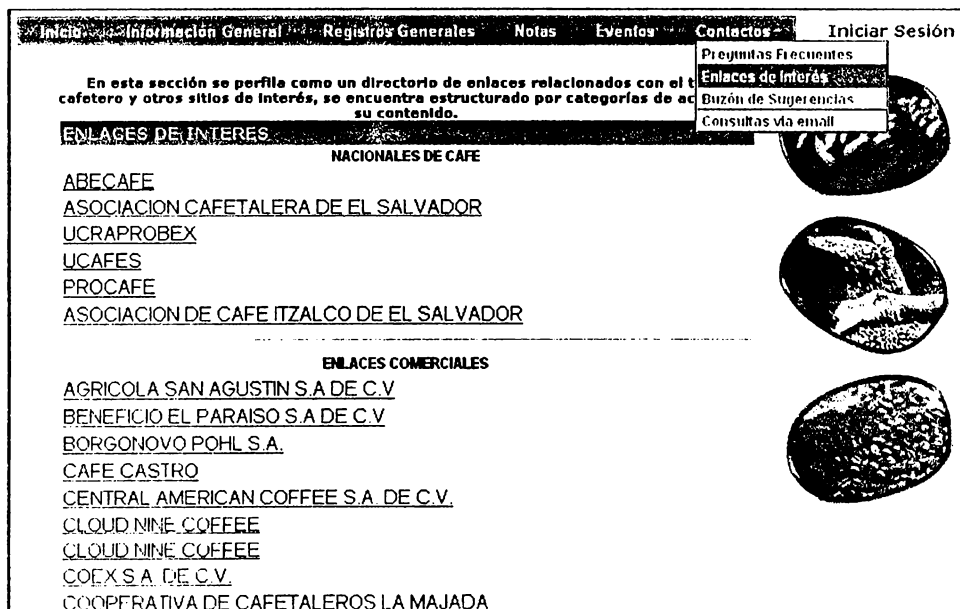 Inicio Información General Registros Generales Notas Eventos Contactos Iniciar Sesión
Preguntas Frecuentes
Enlaces de Interés
Buzón de Sugerencias
Consultas via email
En esta sección se perfila como un directorio de enlaces relacionados con el t
cafetero y otros sitios de interés, se encuentra estructurado por categorías de ac
su contenido.
ENLACES DE INTERES
NACIONALES DE CAFE
ABECAFE
ASOCIACION CAFETALERA DE EL SALVADOR
UCRAPROBEX
UCAFES
PROCAFE
ASOCIACION DE CAFE ITZALCO DE EL SALVADOR
ENLACES COMERCIALES
AGRICOLA SAN AGUSTIN S.A DE C.V
BENEFICIO EL PARAISO S.A DE C.V
BORGONOVO POHL S.A.
CAFE CASTRO
CENTRAL AMERICAN COFFEE S.A. DE C.V.
CLOUD NINE COFFEE
CLOUD NINE COFFEE
COEX S.A. DE C.V.
COOPERATIVA DE CAFETALEROS LA MAJADA